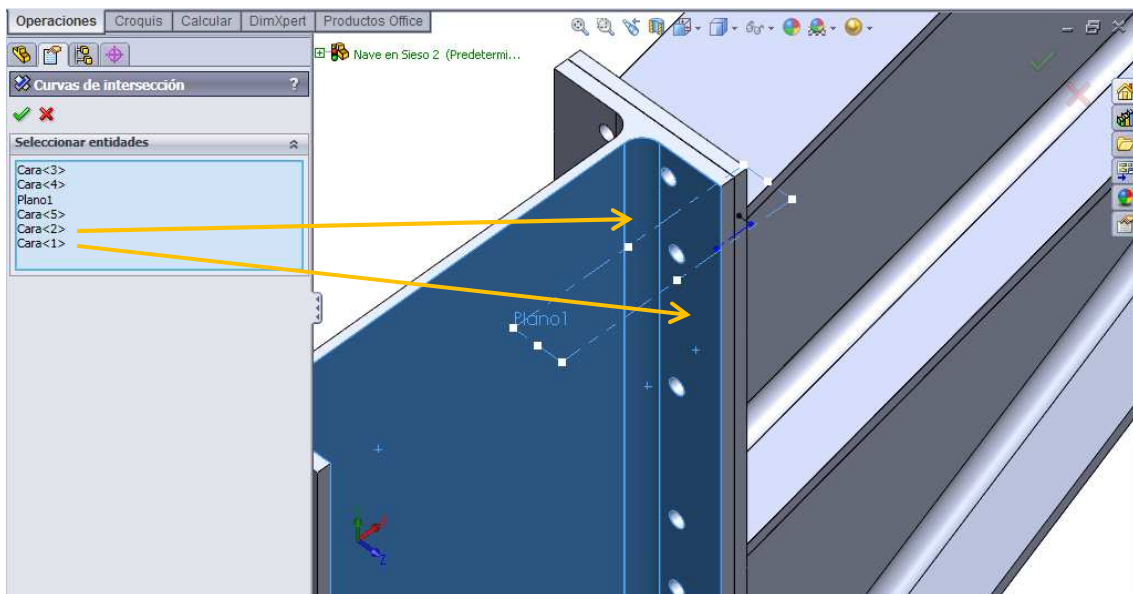 Operaciones Croquis Calcular DimXpert Productos Office
Nave en Sieso 2 (Predetermi...
Curvas de intersección ?
Seleccionar entidades
Cara<3>
Cara<4>
Plano1
Cara<5>
Cara<2>
Cara<1>
Plano1
Z